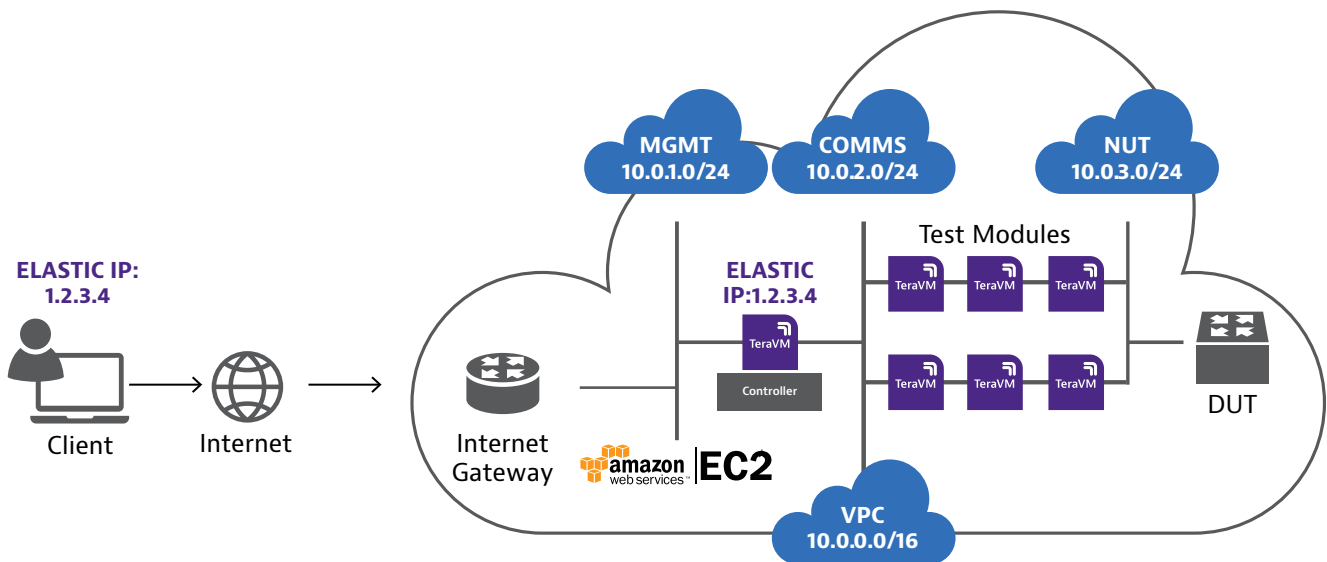 MGMT
10.0.1.0/24
COMMS
10.0.2.0/24
NUT
10.0.3.0/24
ELASTIC IP:
1.2.3.4
Client
Internet
Internet
Gateway
ELASTIC
IP:1.2.3.4
TeraVM
Controller
Test Modules
TeraVM
TeraVM
TeraVM
TeraVM
TeraVM
TeraVM
DUT
amazon
web services™
EC2
VPC
10.0.0.0/16